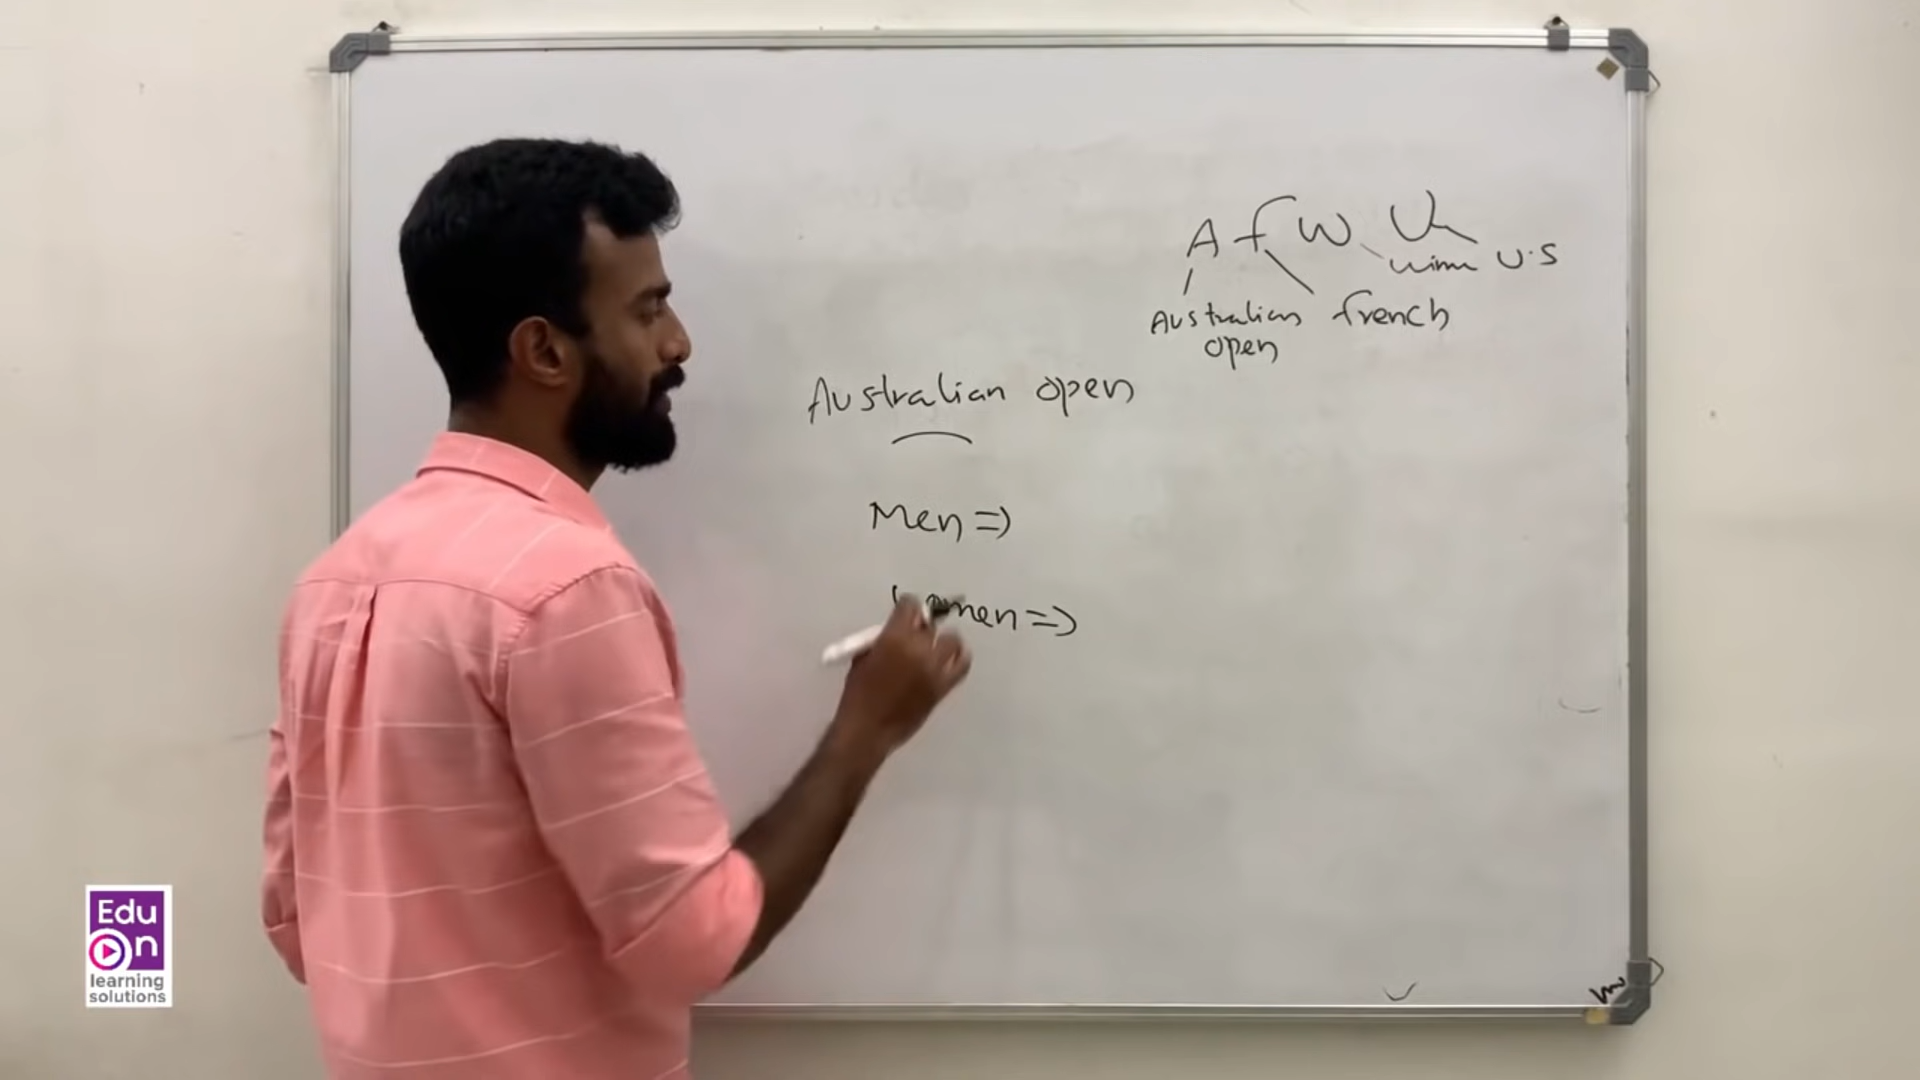 A f W U
wim U.S
Australian french
open
Australian open
Men =>
Women =>
Edu
On
learning
solutions